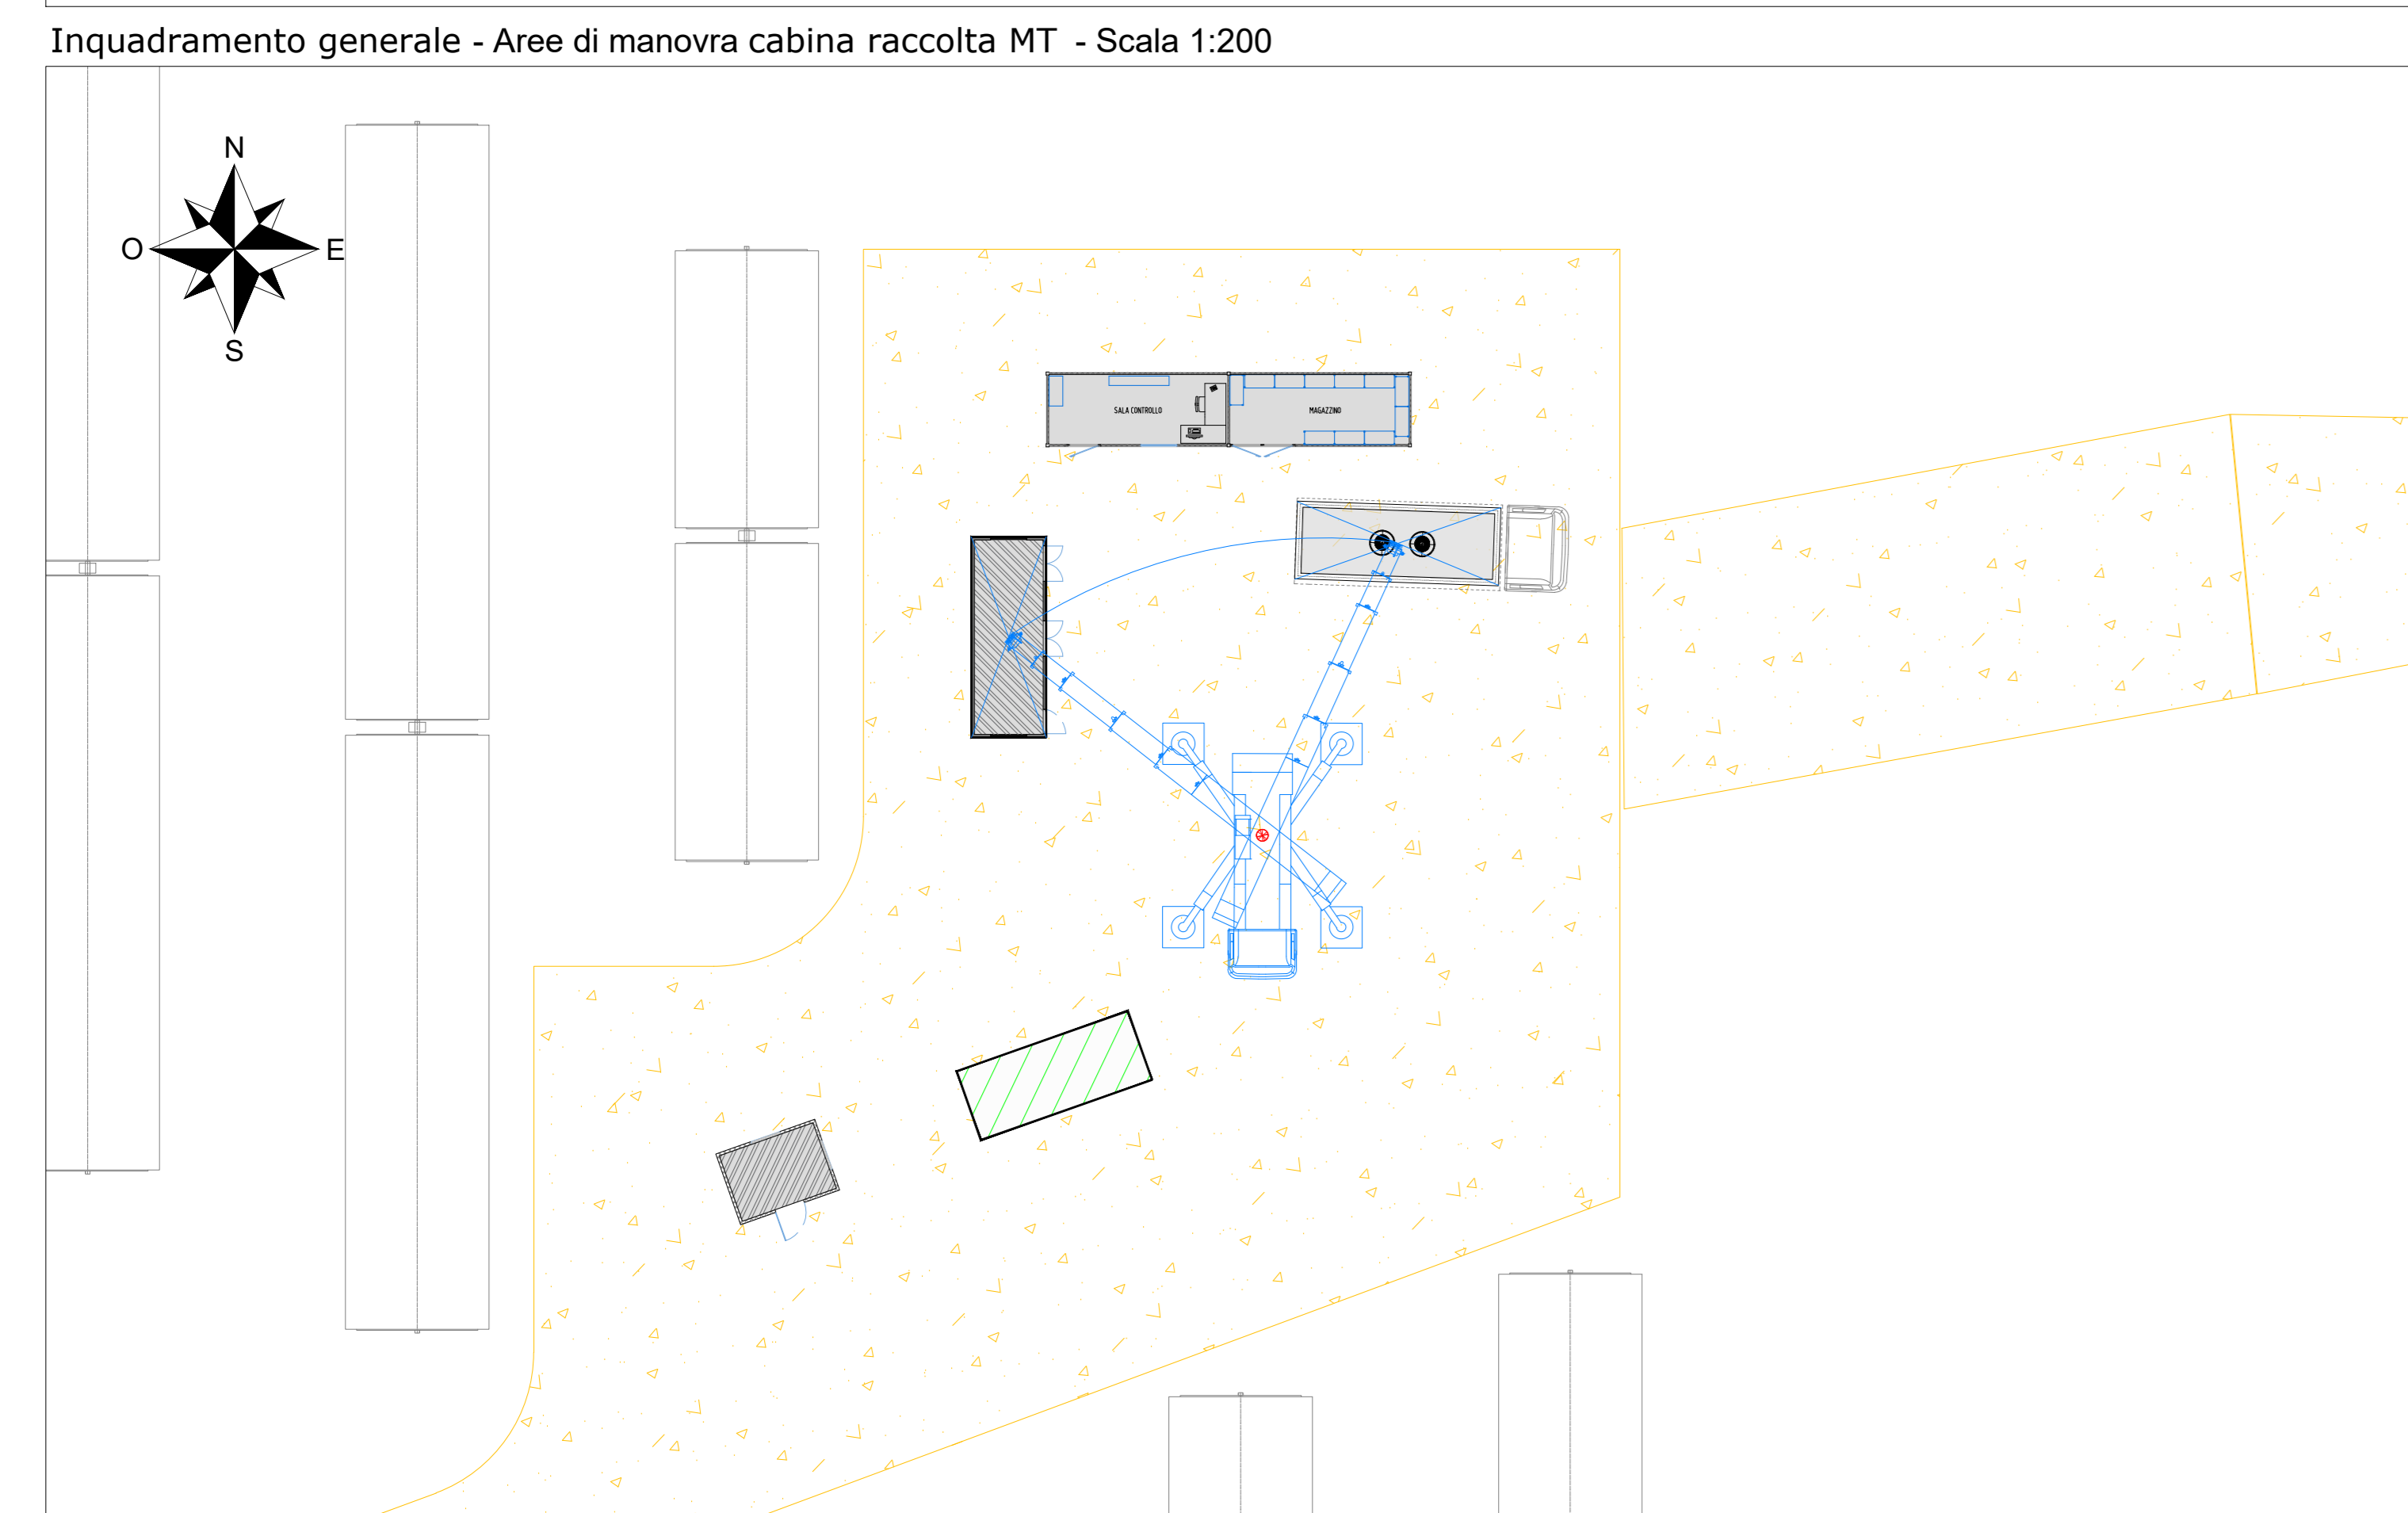 Inquadramento generale - Aree di manovra cabina raccolta MT - Scala 1:200
N
O
E
S
SALA CONTROLLO
MAGAZZINO